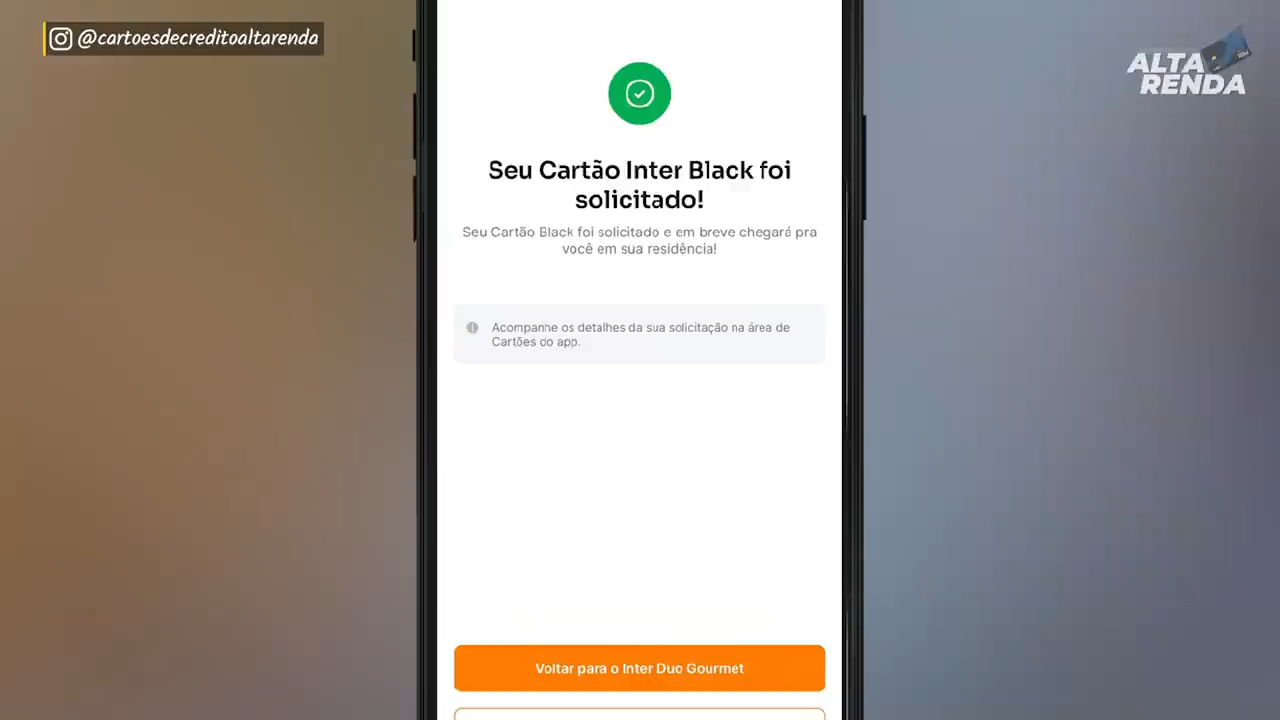 @cartoesdecreditoaltarenda
ALTA
RENDA
Seu Cartão Inter Black foi
solicitado!
Seu Cartão Black foi solicitado e em breve chegará pra
você em sua residência!
Acompanhe os detalhes da sua solicitação na área de
Cartões do app.
Voltar para o Inter Duo Gourmet